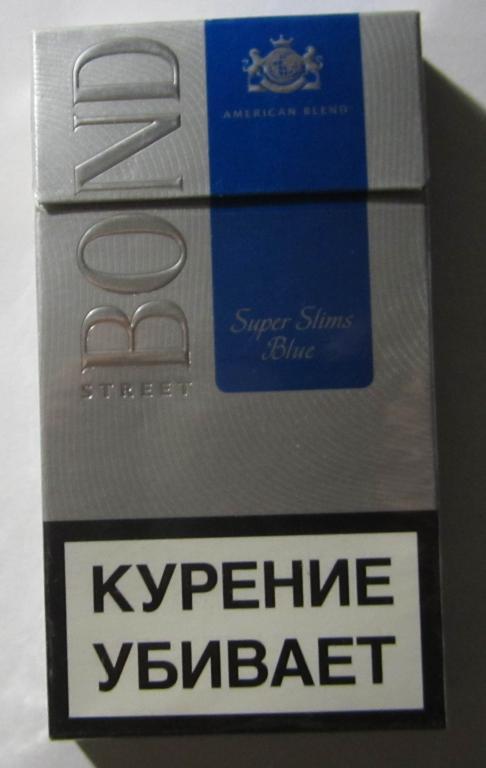 AMERICAN BLEND
BOND
STREET
Super Slims
Blue
КУРЕНИЕ
УБИВАЕТ